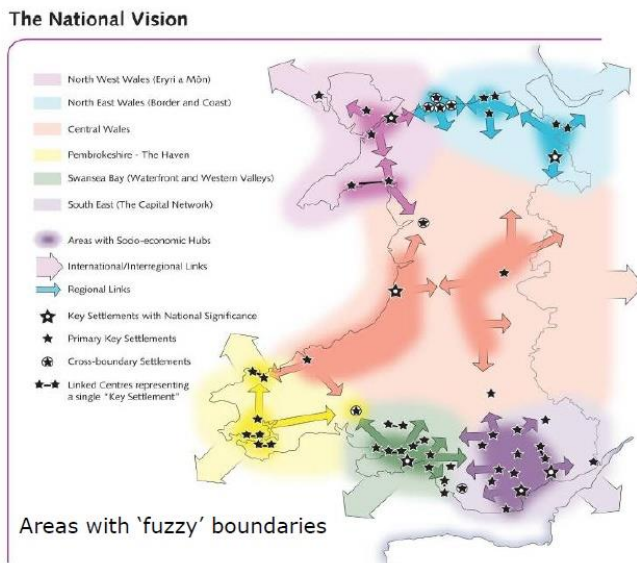 The National Vision
North West Wales (Eryri a Môn)
North East Wales (Border and Coast)
Central Wales
Pembrokeshire - The Haven
Swansea Bay (Waterfront and Western Valleys)
South East (The Capital Network)
Areas with Socio-economic Hubs
International/Interregional Links
Regional Links
Key Settlements with National Significance
Primary Key Settlements
Cross-boundary Settlements
Linked Centres representing
a single "Key Settlement"
Areas with ‘fuzzy’ boundaries